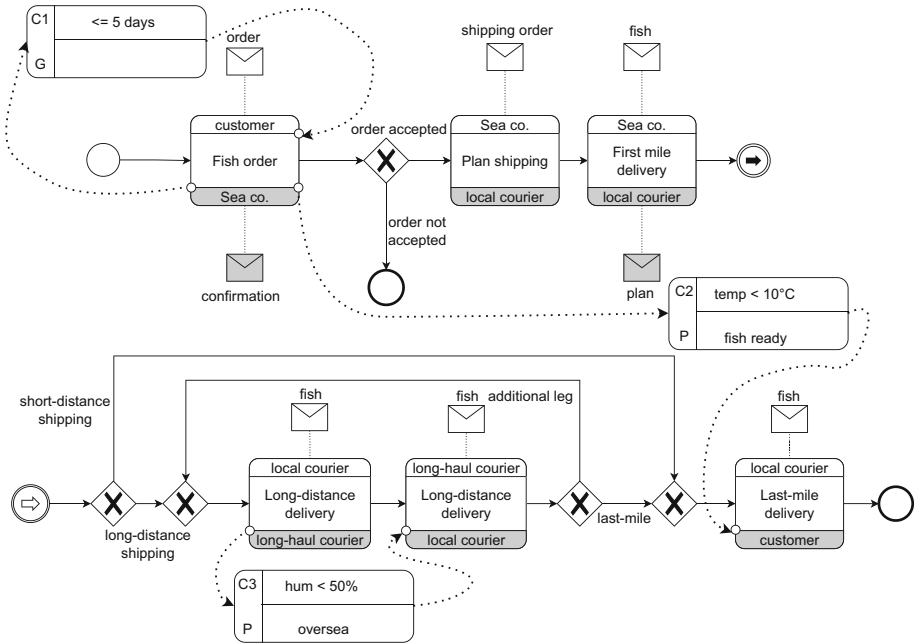 C1
<= 5 days
G
order
shipping order
fish
customer
Fish order
Sea co.
order accepted
Sea co.
Plan shipping
local courier
Sea co.
First mile
delivery
local courier
order not
accepted
confirmation
plan
C2
temp < 10°C
P
fish ready
short-distance
shipping
fish
fish
additional leg
fish
local courier
Long-distance
delivery
long-haul courier
long-haul courier
Long-distance
delivery
local courier
local courier
Last-mile
delivery
customer
long-distance
shipping
last-mile
C3
hum < 50%
P
oversea